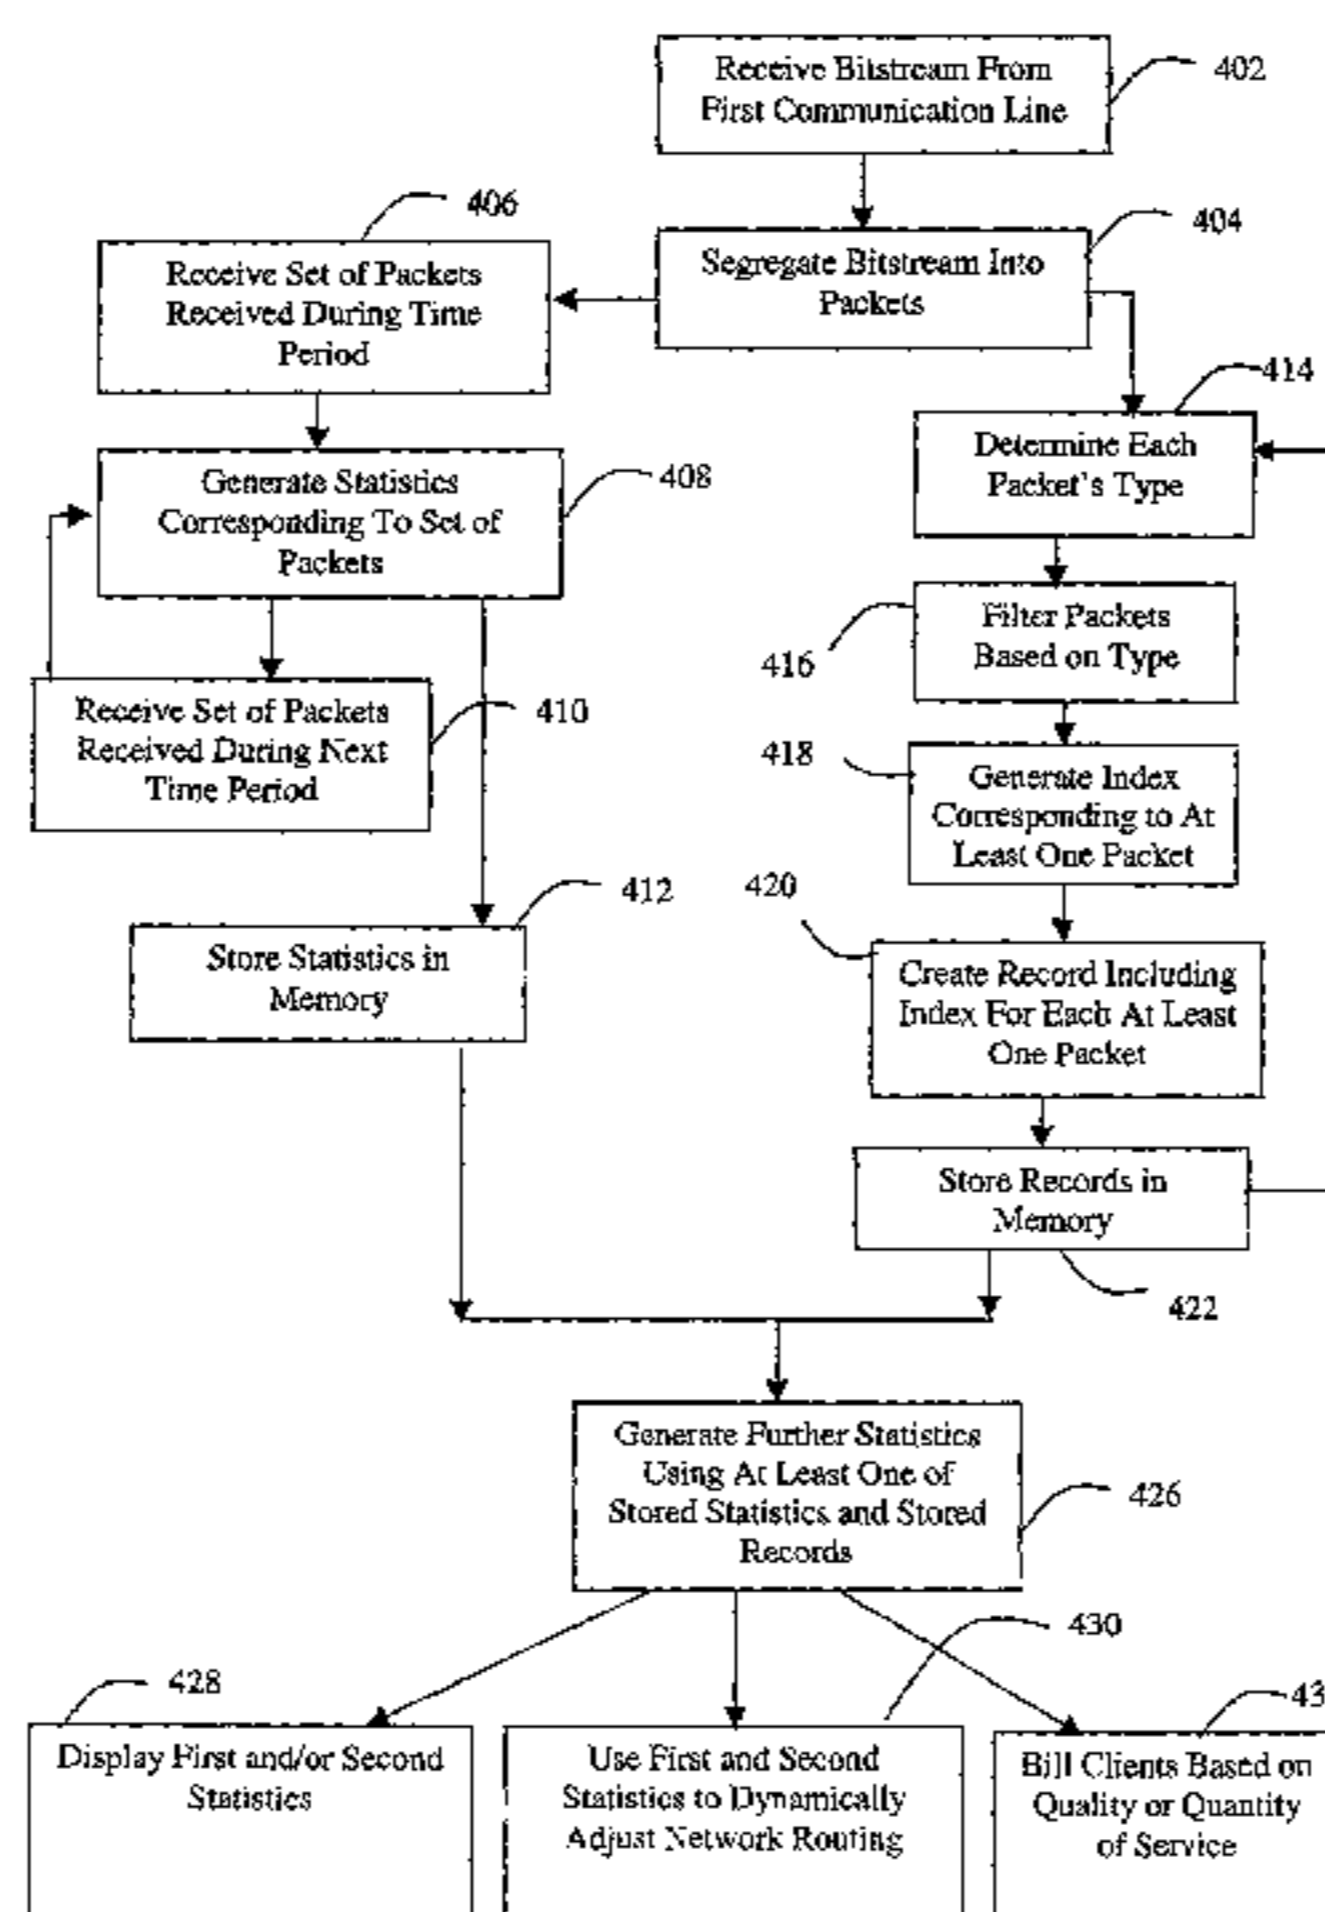 Receive Bitstream From
First Communication Line
402
406
404
Segregate Bitstream Into
Packets
Receive Set of Packets
Received During Time
Period
414
Determine Each
Packet's Type
408
Generate Statistics
Corresponding To Set of
Packets
Filter Packets
Based on Type
416
410
Receive Set of Packets
Received During Next
Time Period
418
Generate Index
Corresponding to At
Least One Packet
412
420
Store Statistics in
Memory
Create Record Including
Index For Each At Least
One Packet
Store Records in
Memory
422
Generate Further Statistics
Using At Least One of
Stored Statistics and Stored
Records
426
430
428
Display First and/or Second
Statistics
Use First and Second
Statistics to Dynamically
Adjust Network Routing
Bill Clients Based on
Quality or Quantity
of Service